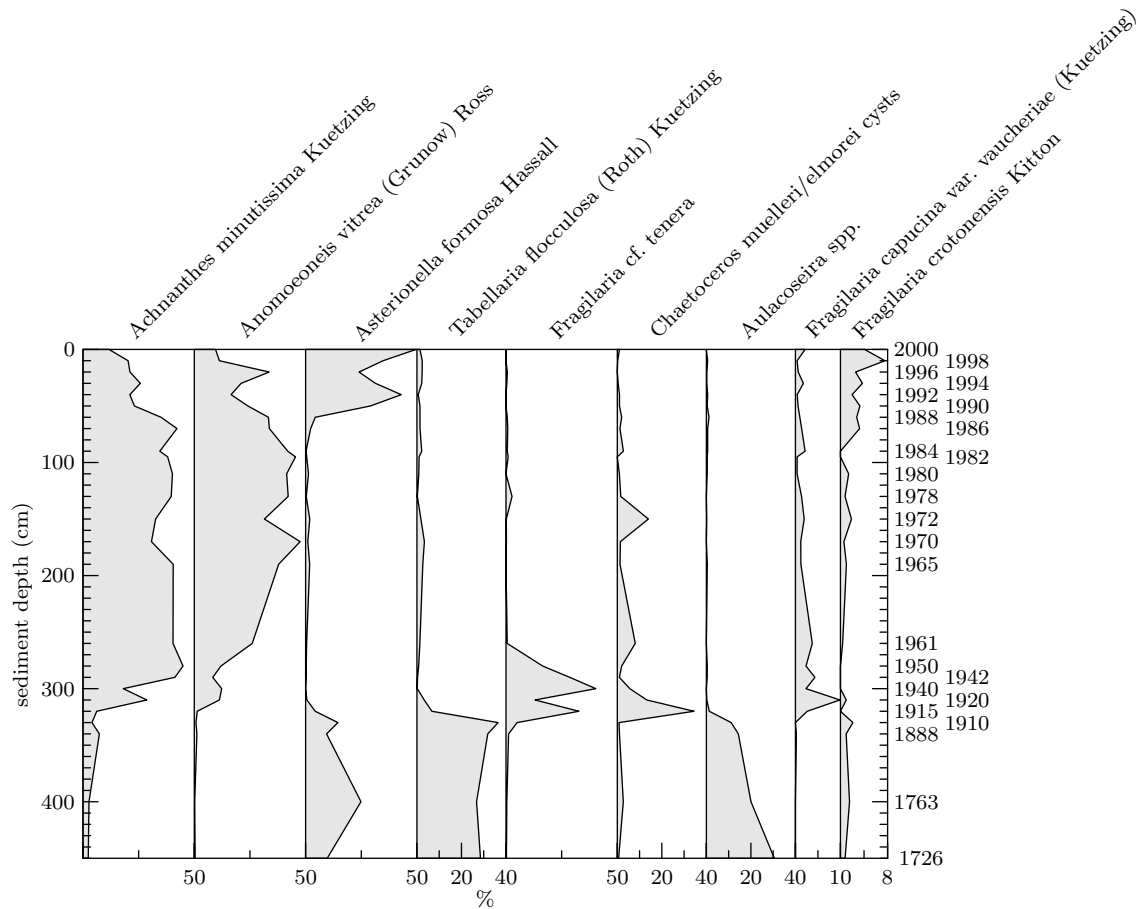 Achnanthes minutissima Kuetzing
Anomoeoneis vitrea (Grunow) Ross
Asterionella formosa Hassall
Tabellaria flocculosa (Roth) Kuetzing
Fragilaria cf. tenera
Chaetoceros muelleri/elmorei cysts
Aulacoseira spp.
Fragilaria capucina var. vaucheriae (Kuetzing)
Fragilaria crotonensis Kitton
sediment depth (cm)
0
100
200
300
400
2000
1998
1996
1994
1992
1990
1988
1986
1984
1982
1980
1978
1972
1970
1965
1961
1950
1942
1940
1920
1915
1910
1888
1763
1726
50 50 50 20 40 50 20 40 20 40 10 8
%